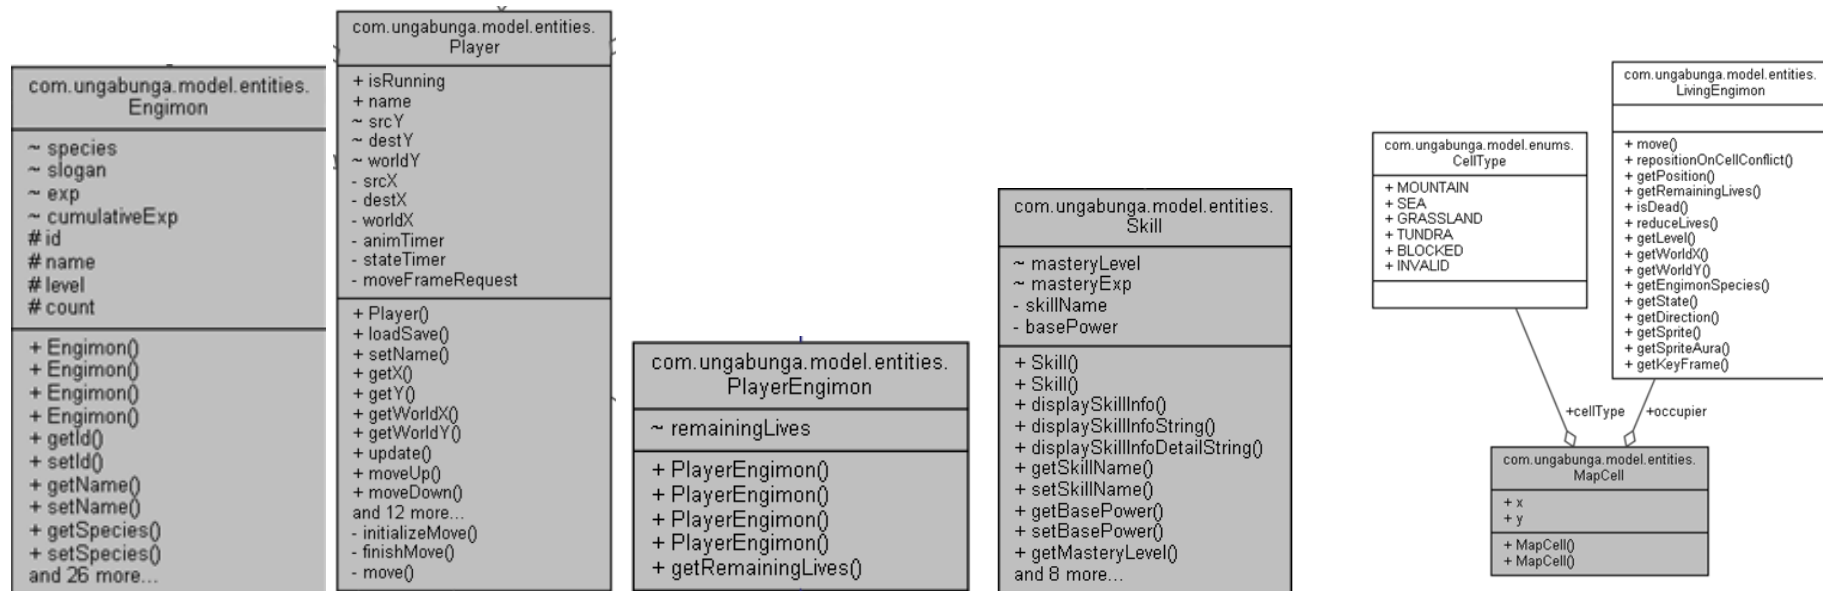 com.ungabunga.model.entities.
Engimon
~ species
~ slogan
~ exp
~ cumulativeExp
# id
# name
# level
# count
+ Engimon()
+ Engimon()
+ Engimon()
+ Engimon()
+ getId()
+ setId()
+ getName()
+ setName()
+ getSpecies()
+ setSpecies()
and 26 more...
com.ungabunga.model.entities.
Player
+ isRunning
+ name
~ srcY
~ destY
~ worldY
- srcX
- destX
- worldX
- animTimer
- stateTimer
- moveFrameRequest
+ Player()
+ loadSave()
+ setName()
+ getX()
+ getY()
+ getWorldX()
+ getWorldY()
+ update()
+ moveUp()
+ moveDown()
and 12 more...
- initializeMove()
- finishMove()
- move()
com.ungabunga.model.entities.
PlayerEngimon
~ remainingLives
+ PlayerEngimon()
+ PlayerEngimon()
+ PlayerEngimon()
+ PlayerEngimon()
+ getRemainingLives()
com.ungabunga.model.entities.
Skill
~ masteryLevel
~ masteryExp
- skillName
- basePower
+ Skill()
+ Skill()
+ displaySkillInfo()
+ displaySkillInfoString()
+ displaySkillInfoDetailString()
+ getSkillName()
+ setSkillName()
+ getBasePower()
+ setBasePower()
+ getMasteryLevel()
and 8 more...
com.ungabunga.model.enums.
CellType
+ MOUNTAIN
+ SEA
+ GRASSLAND
+ TUNDRA
+ BLOCKED
+ INVALID
com.ungabunga.model.entities.
LivingEngimon
+ move()
+ repositionOnCellConflict()
+ getPosition()
+ getRemainingLives()
+ isDead()
+ reduceLives()
+ getLevel()
+ getWorldX()
+ getWorldY()
+ getEngimonSpecies()
+ getState()
+ getDirection()
+ getSprite()
+ getSpriteAura()
+ getKeyFrame()
+cellType
+occupier
com.ungabunga.model.entities.
MapCell
+ x
+ y
+ MapCell()
+ MapCell()